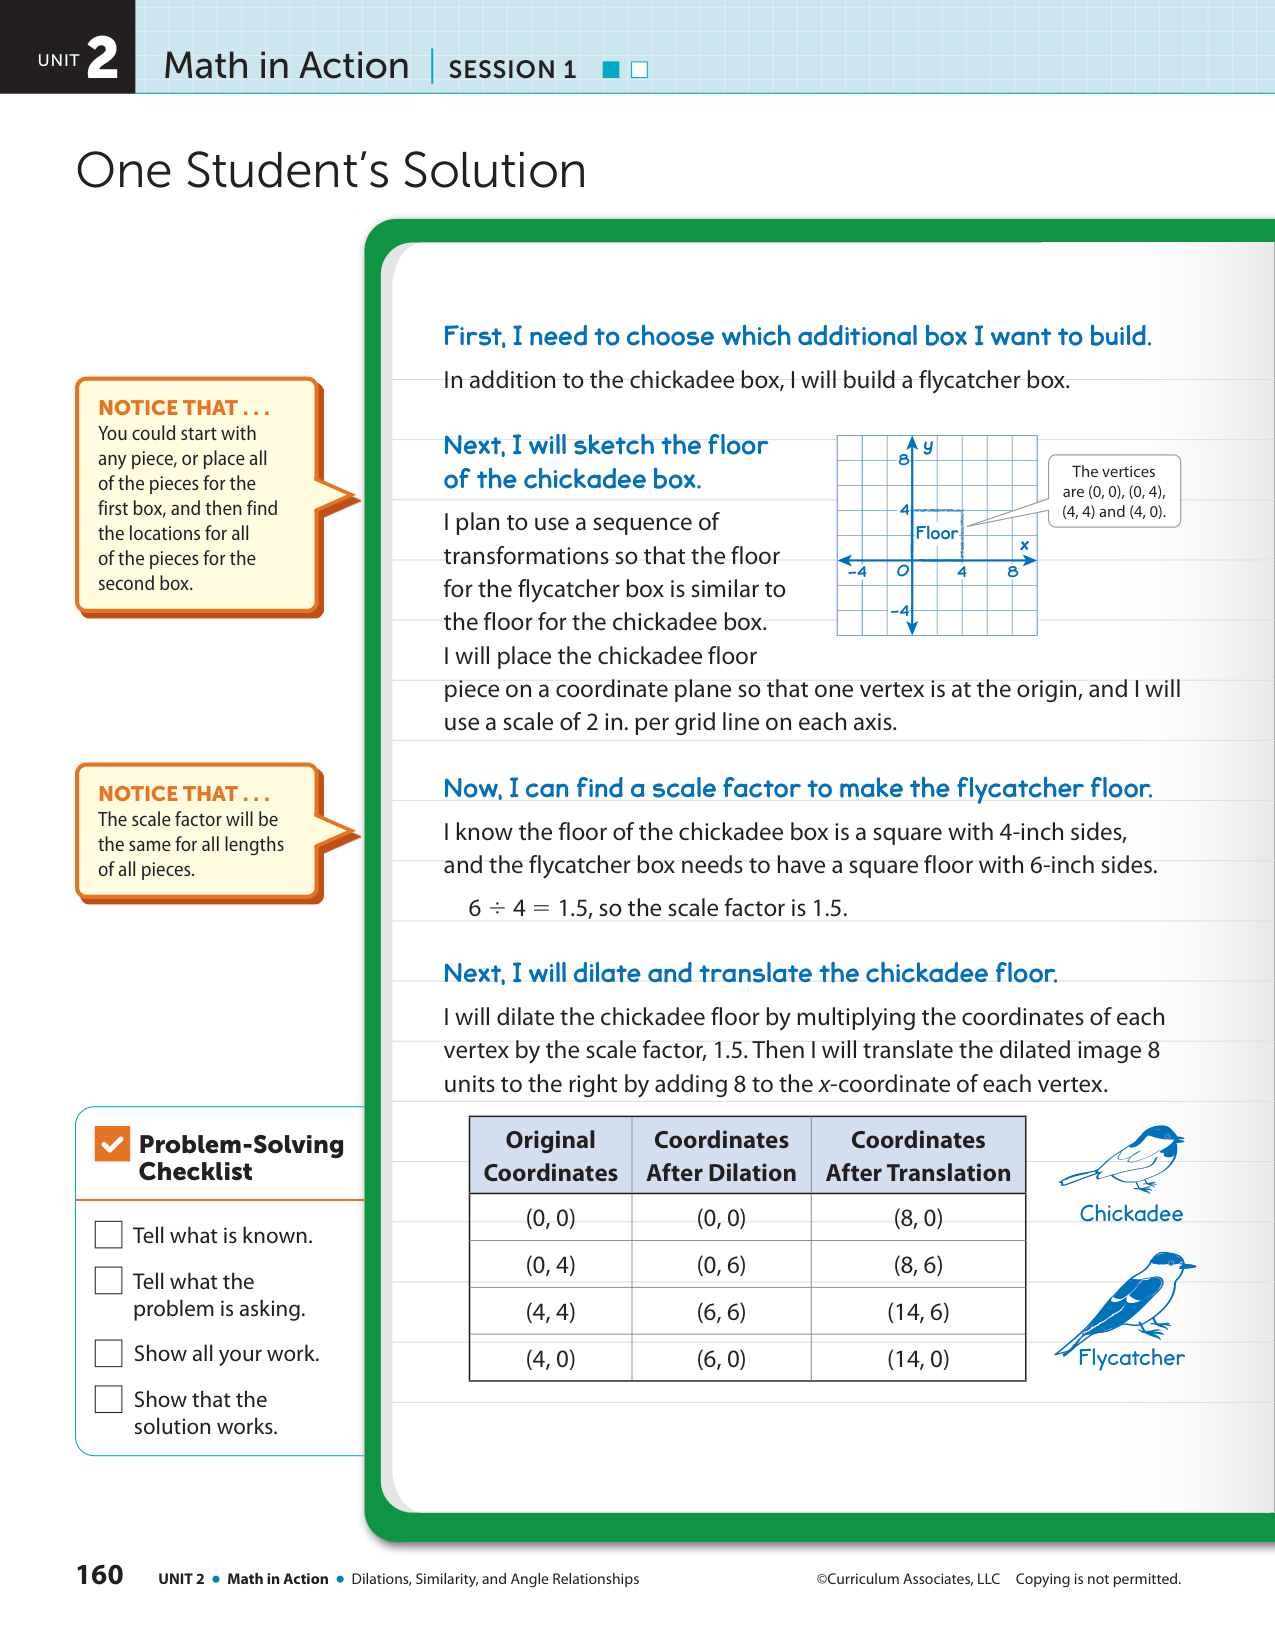 UNIT 2
Math in Action
SESSION 1
One Student’s Solution
First, I need to choose which additional box I want to build.
In addition to the chickadee box, I will build a flycatcher box.
NOTICE THAT . . .
You could start with
any piece, or place all
of the pieces for the
first box, and then find
the locations for all
of the pieces for the
second box.
Next, I will sketch the floor
of the chickadee box.
I plan to use a sequence of
transformations so that the floor
for the flycatcher box is similar to
the floor for the chickadee box.
I will place the chickadee floor
piece on a coordinate plane so that one vertex is at the origin, and I will
use a scale of 2 in. per grid line on each axis.
y
8
4
Floor
x
−4
O
4
8
−4
The vertices
are (0, 0), (0, 4),
(4, 4) and (4, 0).
NOTICE THAT . . .
The scale factor will be
the same for all lengths
of all pieces.
Now, I can find a scale factor to make the flycatcher floor.
I know the floor of the chickadee box is a square with 4-inch sides,
and the flycatcher box needs to have a square floor with 6-inch sides.
6 ÷ 4 = 1.5, so the scale factor is 1.5.
Next, I will dilate and translate the chickadee floor.
I will dilate the chickadee floor by multiplying the coordinates of each
vertex by the scale factor, 1.5. Then I will translate the dilated image 8
units to the right by adding 8 to the x-coordinate of each vertex.
Original Coordinates
Coordinates After Dilation
Coordinates After Translation
(0, 0) (0, 0) (8, 0)
(0, 4) (0, 6) (8, 6)
(4, 4) (6, 6) (14, 6)
(4, 0) (6, 0) (14, 0)
Chickadee
Flycatcher
Problem-Solving
Checklist
Tell what is known.
Tell what the
problem is asking.
Show all your work.
Show that the
solution works.
160
UNIT 2 • Math in Action • Dilations, Similarity, and Angle Relationships
©Curriculum Associates, LLC Copying is not permitted.